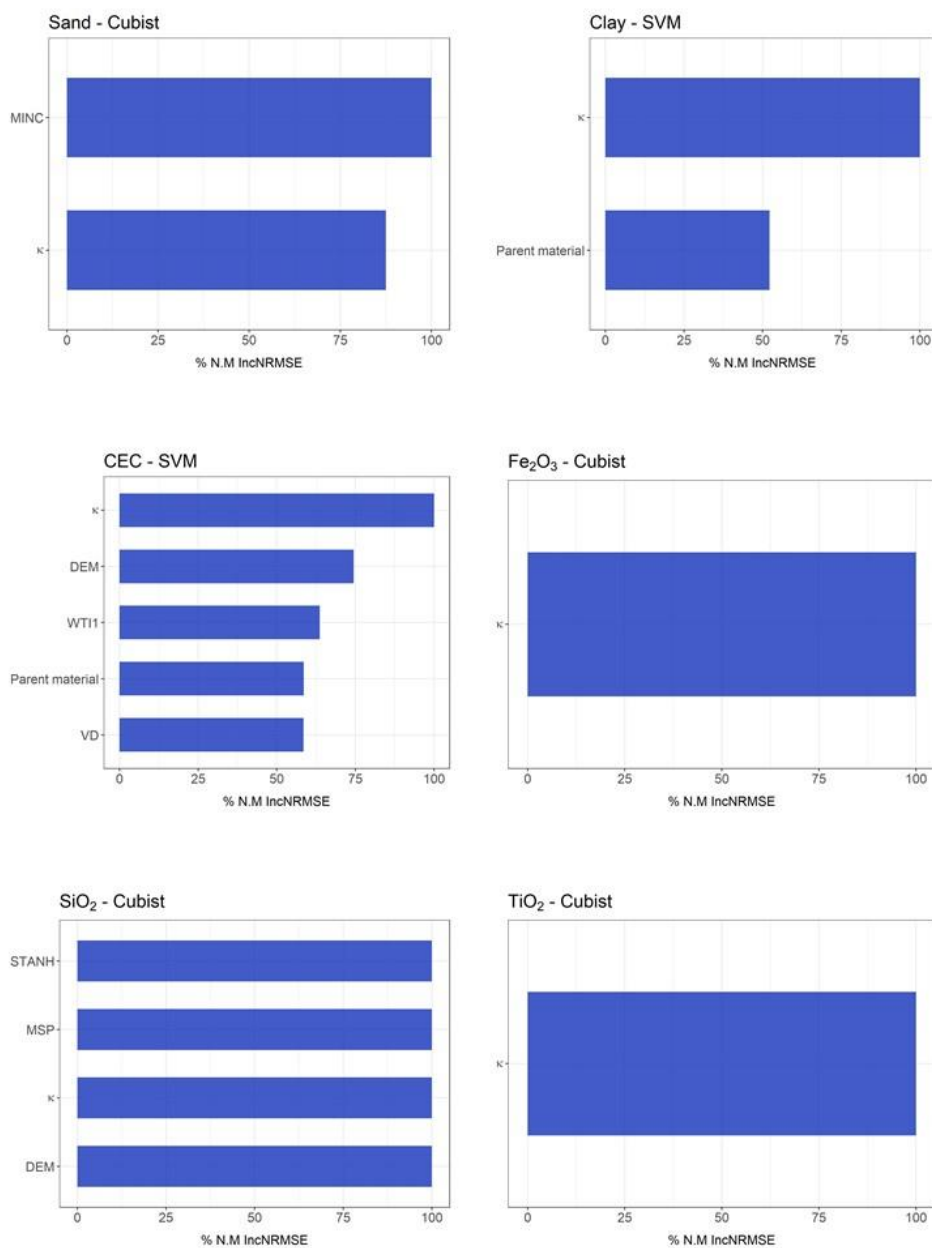 Sand - Cubist
MINC
κ
0 25 50 75 100
% N.M IncNRMSE
Clay - SVM
κ
Parent material
0 25 50 75 100
% N.M IncNRMSE
CEC - SVM
κ
DEM
WTI1
Parent material
VD
0 25 50 75 100
% N.M IncNRMSE
Fe₂O₃ - Cubist
κ
0 25 50 75 100
% N.M IncNRMSE
SiO₂ - Cubist
STANH
MSP
κ
DEM
0 25 50 75 100
% N.M IncNRMSE
TiO₂ - Cubist
κ
0 25 50 75 100
% N.M IncNRMSE